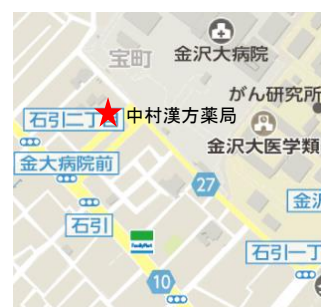 宝町
金沢大病院
がん研究所
石引二丁
中村漢方薬局
金沢大医学類
金大病院前
27
金
石引
FamilyMart
石引一丁
10